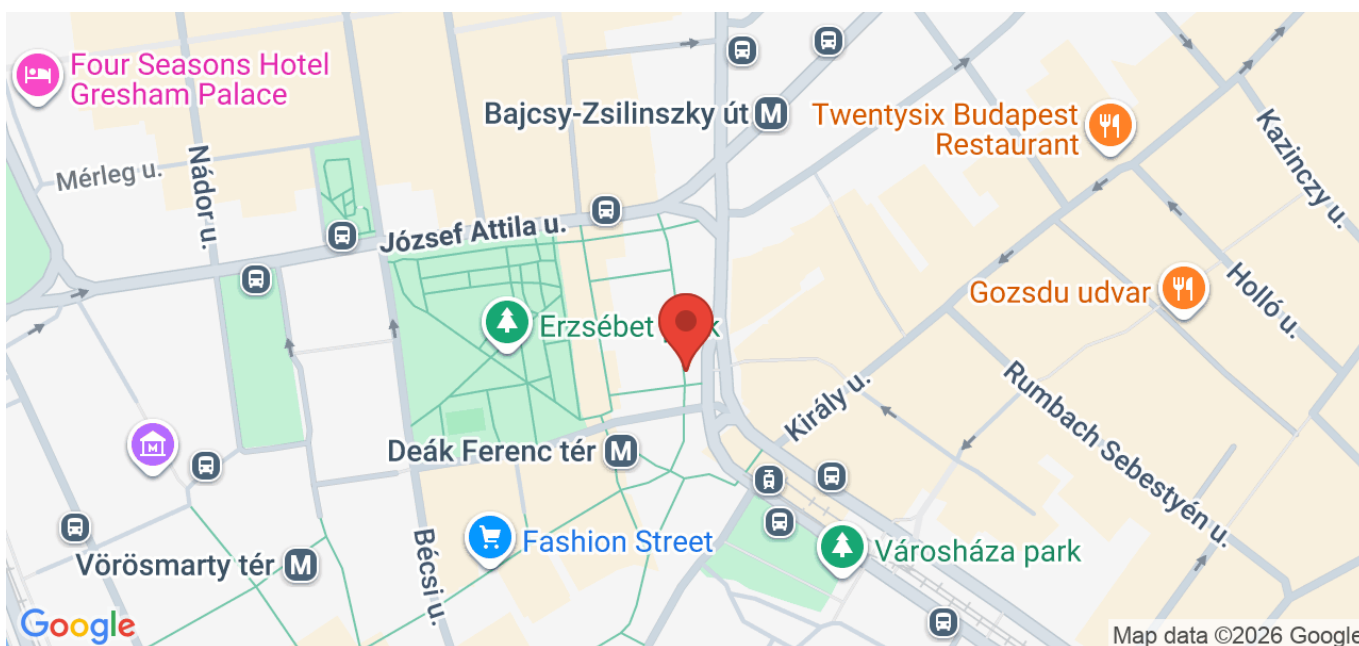 Four Seasons Hotel
Gresham Palace
Bajcsy-Zsilinszky út M
Twentysix Budapest
Restaurant
Kazinczy u.
Mérleg u.
Nádor u.
József Attila u.
Gozsdu udvar
Holló u.
Erzsébet
k
Király u.
Rumbach Sebestyén u.
Deák Ferenc tér M
M
Bécsi u.
Fashion Street
Városháza park
Vörösmarty tér M
Google
Map data ©2026 Google